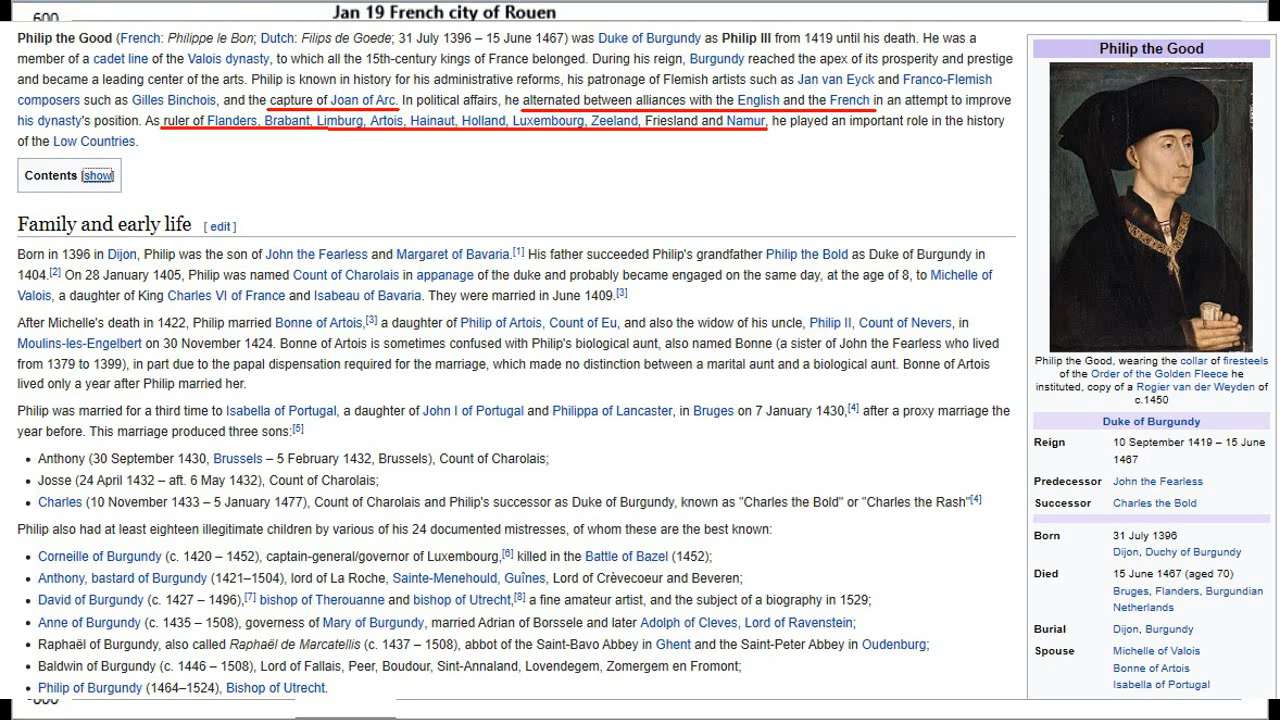 600
Jan 19 French city of Rouen
Philip the Good (French: Philippe le Bon; Dutch: Filips de Goede; 31 July 1396 – 15 June 1467) was Duke of Burgundy as Philip III from 1419 until his death. He was a
member of a cadet line of the Valois dynasty, to which all the 15th-century kings of France belonged. During his reign, Burgundy reached the apex of its prosperity and prestige
and became a leading center of the arts. Philip is known in history for his administrative reforms, his patronage of Flemish artists such as Jan van Eyck and Franco-Flemish
composers such as Gilles Binchois, and the capture of Joan of Arc. In political affairs, he alternated between alliances with the English and the French in an attempt to improve
his dynasty's position. As ruler of Flanders, Brabant, Limburg, Artois, Hainaut, Holland, Luxembourg, Zeeland, Friesland and Namur, he played an important role in the history
of the Low Countries.
Contents [show]
Family and early life [ edit ]
Born in 1396 in Dijon, Philip was the son of John the Fearless and Margaret of Bavaria.[1] His father succeeded Philip's grandfather Philip the Bold as Duke of Burgundy in
1404.[2] On 28 January 1405, Philip was named Count of Charolais in appanage of the duke and probably became engaged on the same day, at the age of 8, to Michelle of
Valois, a daughter of King Charles VI of France and Isabeau of Bavaria. They were married in June 1409.[3]
After Michelle's death in 1422, Philip married Bonne of Artois,[3] a daughter of Philip of Artois, Count of Eu, and also the widow of his uncle, Philip II, Count of Nevers, in
Moulins-les-Engelbert on 30 November 1424. Bonne of Artois is sometimes confused with Philip's biological aunt, also named Bonne (a sister of John the Fearless who lived
from 1379 to 1399), in part due to the papal dispensation required for the marriage, which made no distinction between a marital aunt and a biological aunt. Bonne of Artois
lived only a year after Philip married her.
Philip was married for a third time to Isabella of Portugal, a daughter of John I of Portugal and Philippa of Lancaster, in Bruges on 7 January 1430,[4] after a proxy marriage the
year before. This marriage produced three sons:[5]
• Anthony (30 September 1430, Brussels – 5 February 1432, Brussels), Count of Charolais;
• Josse (24 April 1432 – aft. 6 May 1432), Count of Charolais;
• Charles (10 November 1433 – 5 January 1477), Count of Charolais and Philip's successor as Duke of Burgundy, known as "Charles the Bold" or "Charles the Rash"[4]
Philip also had at least eighteen illegitimate children by various of his 24 documented mistresses, of whom these are the best known:
• Corneille of Burgundy (c. 1420 – 1452), captain-general/governor of Luxembourg,[6] killed in the Battle of Bazel (1452);
• Anthony, bastard of Burgundy (1421–1504), lord of La Roche, Sainte-Menehould, Guînes, Lord of Crèvecoeur and Beveren;
• David of Burgundy (c. 1427 – 1496),[7] bishop of Therouanne and bishop of Utrecht,[8] a fine amateur artist, and the subject of a biography in 1529;
• Anne of Burgundy (c. 1435 – 1508), governess of Mary of Burgundy, married Adrian of Borssele and later Adolph of Cleves, Lord of Ravenstein;
• Raphaël of Burgundy, also called Raphaël de Marcatellis (c. 1437 – 1508), abbot of the Saint-Bavo Abbey in Ghent and the Saint-Peter Abbey in Oudenburg;
• Baldwin of Burgundy (c. 1446 – 1508), Lord of Fallais, Peer, Boudour, Sint-Annaland, Lovendegem, Zomergem en Fromont;
• Philip of Burgundy (1464–1524), Bishop of Utrecht.
-600
Philip the Good
Philip the Good, wearing the collar of firesteels
of the Order of the Golden Fleece he
instituted, copy of a Rogier van der Weyden of
c.1450
Duke of Burgundy
Reign 10 September 1419 – 15 June
1467
Predecessor John the Fearless
Successor Charles the Bold
Born 31 July 1396
Dijon, Duchy of Burgundy
Died 15 June 1467 (aged 70)
Bruges, Flanders, Burgundian
Netherlands
Burial Dijon, Burgundy
Spouse Michelle of Valois
Bonne of Artois
Isabella of Portugal